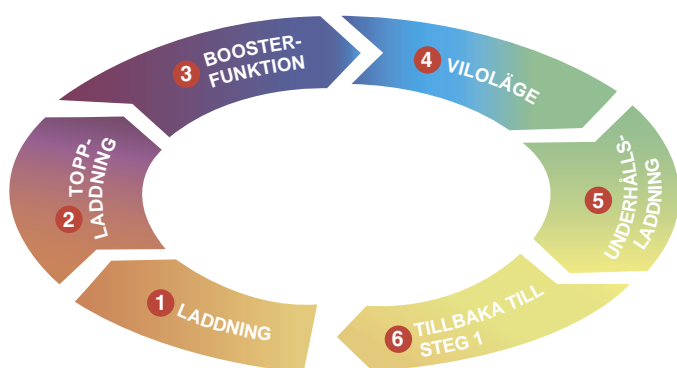 1 LADDNING
2 TOPP-
LADDNING
3 BOOSTER-
FUNKTION
4 VILOLÄGE
5 UNDERHÅLLS-
LADDNING
6 TILLBAKA TILL
STEG 1